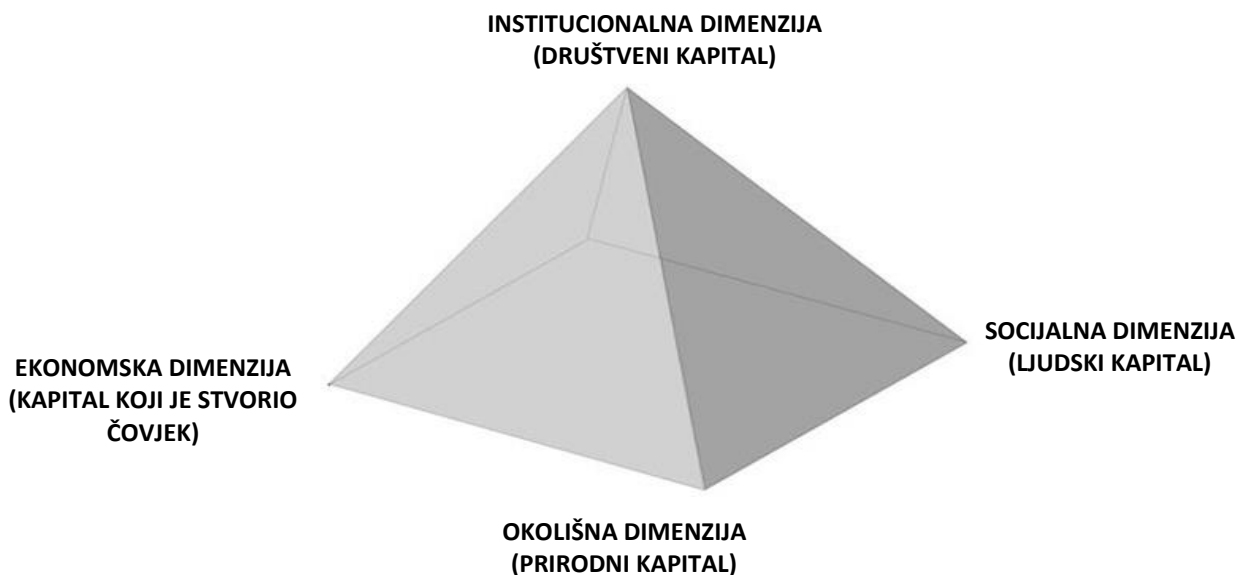 INSTITUCIONALNA DIMENZIJA
(DRUŠTVENI KAPITAL)
SOCIJALNA DIMENZIJA
(LJUDSKI KAPITAL)
EKONOMSKA DIMENZIJA
(KAPITAL KOJI JE STVORIO
ČOVJEK)
OKOLIŠNA DIMENZIJA
(PRIRODNI KAPITAL)